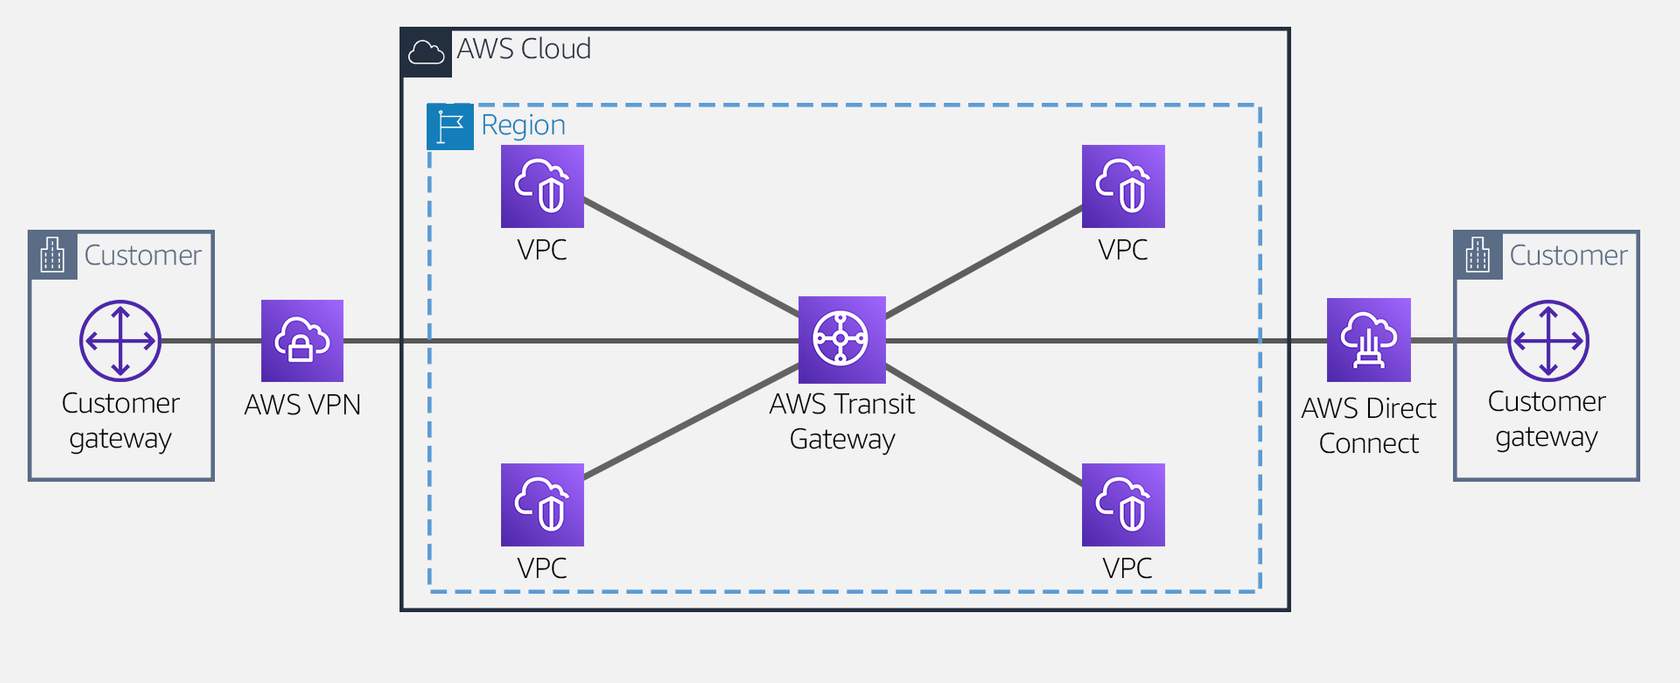 AWS Cloud
Region
VPC
VPC
Customer
Customer
Customer
gateway
AWS VPN
AWS Transit
Gateway
AWS Direct
Connect
Customer
gateway
VPC
VPC